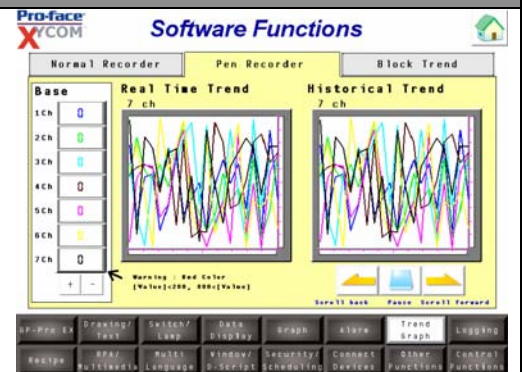 Pro-face
XYCOM
Software Functions
Normal Recorder
Pen Recorder
Block Trend
Base
1Ch 0
2Ch 0
3Ch 0
4Ch 0
5Ch 0
6Ch 0
7Ch 0
+ -
Real Time Trend
7 ch
Historical Trend
7 ch
Warning : Red Color
[Value]<200, 800<[Value]
Scroll back Pause Scroll Forward
GP-Pro EX
Drawing/ Text
Switch/ Lamp
Data Display
Graph
Alarm
Trend Graph
Logging
Recipe
RPA/ Multimedia
Multi Language
Window/ D-Script
Security/ Scheduling
Connect Devices
Other Functions
Control Functions